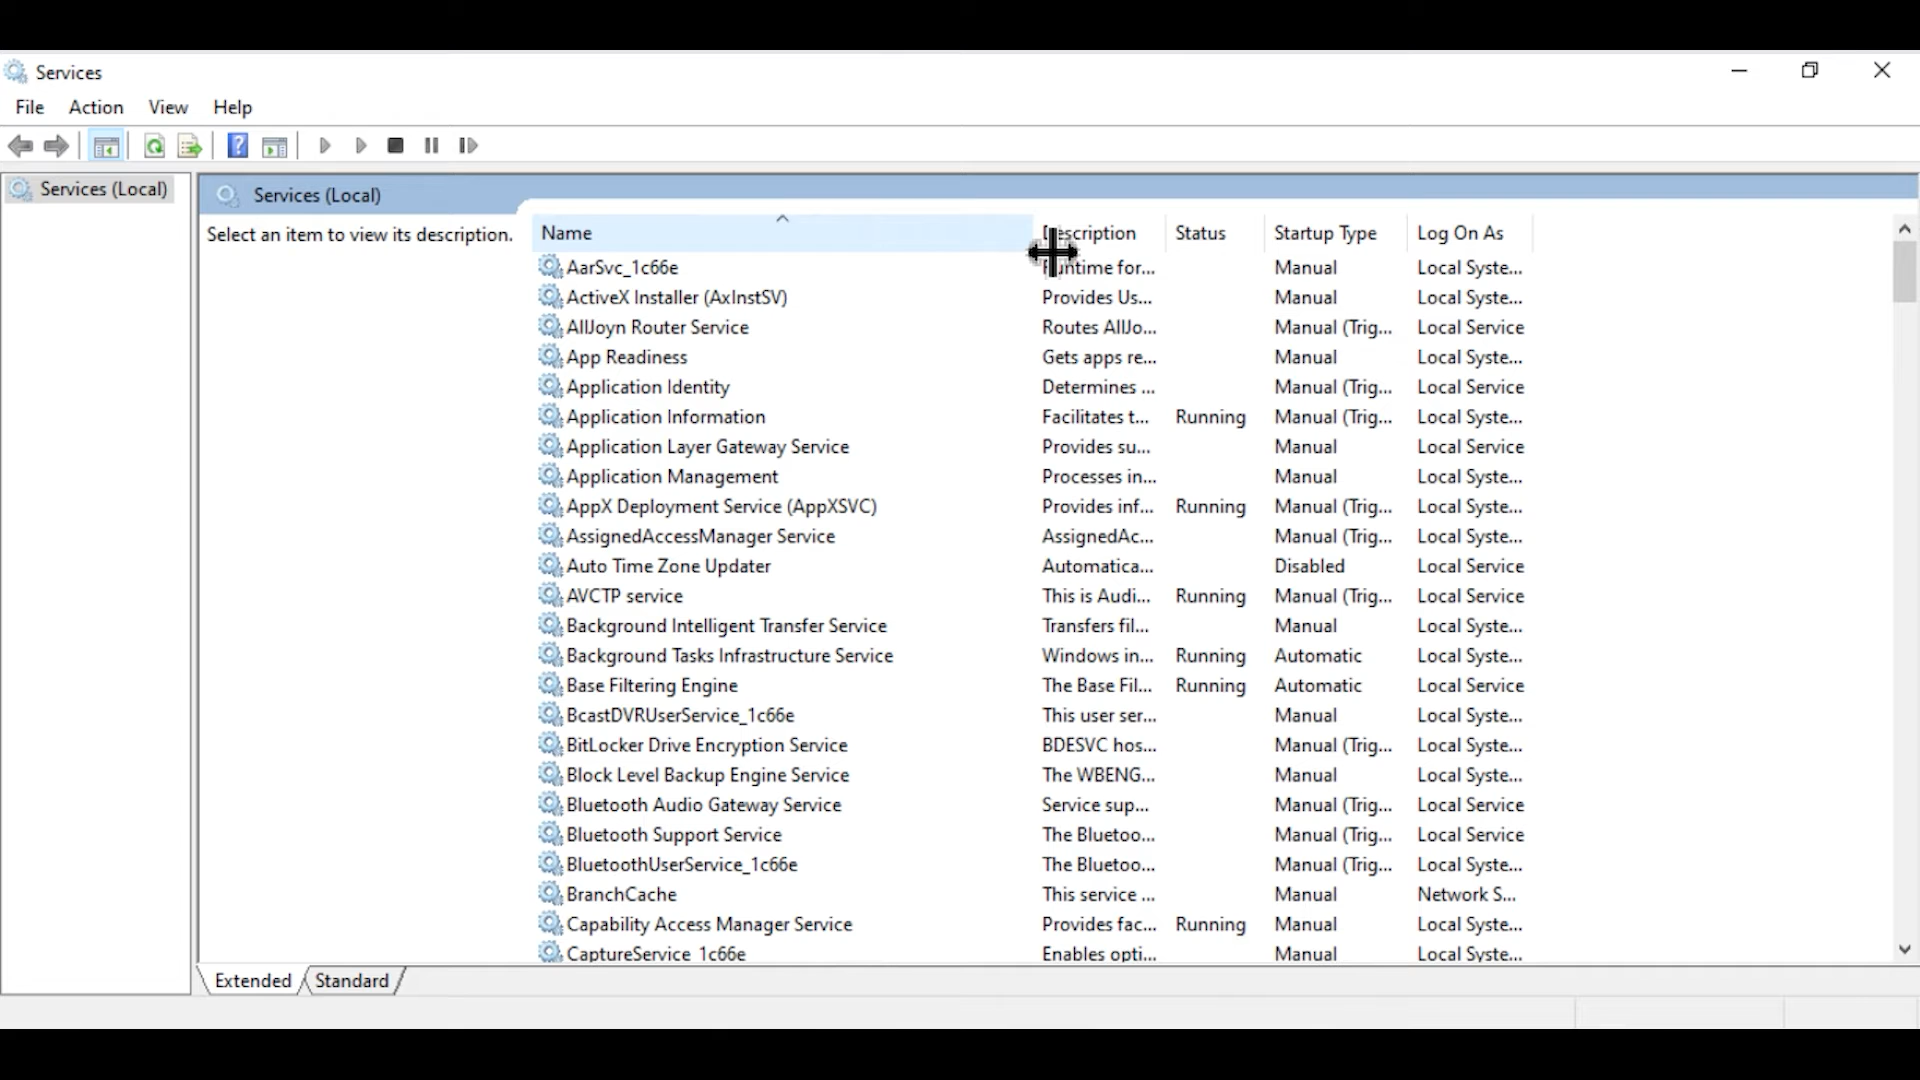 Services
File Action View Help
Services (Local)
Services (Local)
Select an item to view its description.
Name Description Status Startup Type Log On As
AarSvc_1c66e Runtime for... Manual Local Syste...
ActiveX Installer (AxInstSV) Provides Us... Manual Local Syste...
AllJoyn Router Service Routes AllJo... Manual (Trig... Local Service
App Readiness Gets apps re... Manual Local Syste...
Application Identity Determines ... Manual (Trig... Local Service
Application Information Facilitates t... Running Manual (Trig... Local Syste...
Application Layer Gateway Service Provides su... Manual Local Service
Application Management Processes in... Manual Local Syste...
AppX Deployment Service (AppXSVC) Provides inf... Running Manual (Trig... Local Syste...
AssignedAccessManager Service AssignedAc... Manual (Trig... Local Syste...
Auto Time Zone Updater Automatica... Disabled Local Service
AVCTP service This is Audi... Running Manual (Trig... Local Service
Background Intelligent Transfer Service Transfers fil... Manual Local Syste...
Background Tasks Infrastructure Service Windows in... Running Automatic Local Syste...
Base Filtering Engine The Base Fil... Running Automatic Local Service
BcastDVRUserService_1c66e This user ser... Manual Local Syste...
BitLocker Drive Encryption Service BDESVC hos... Manual (Trig... Local Syste...
Block Level Backup Engine Service The WBENG... Manual Local Syste...
Bluetooth Audio Gateway Service Service sup... Manual (Trig... Local Service
Bluetooth Support Service The Bluetoo... Manual (Trig... Local Service
BluetoothUserService_1c66e The Bluetoo... Manual (Trig... Local Syste...
BranchCache This service ... Manual Network S...
Capability Access Manager Service Provides fac... Running Manual Local Syste...
CaptureService_1c66e Enables opti... Manual Local Syste...
Extended Standard